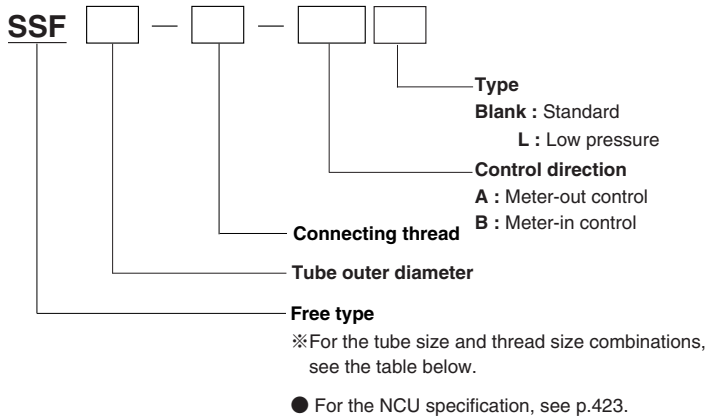 SSF — —
Type
Blank : Standard
L : Low pressure
Control direction
A : Meter-out control
B : Meter-in control
Connecting thread
Tube outer diameter
Free type
※For the tube size and thread size combinations,
see the table below.
● For the NCU specification, see p.423.